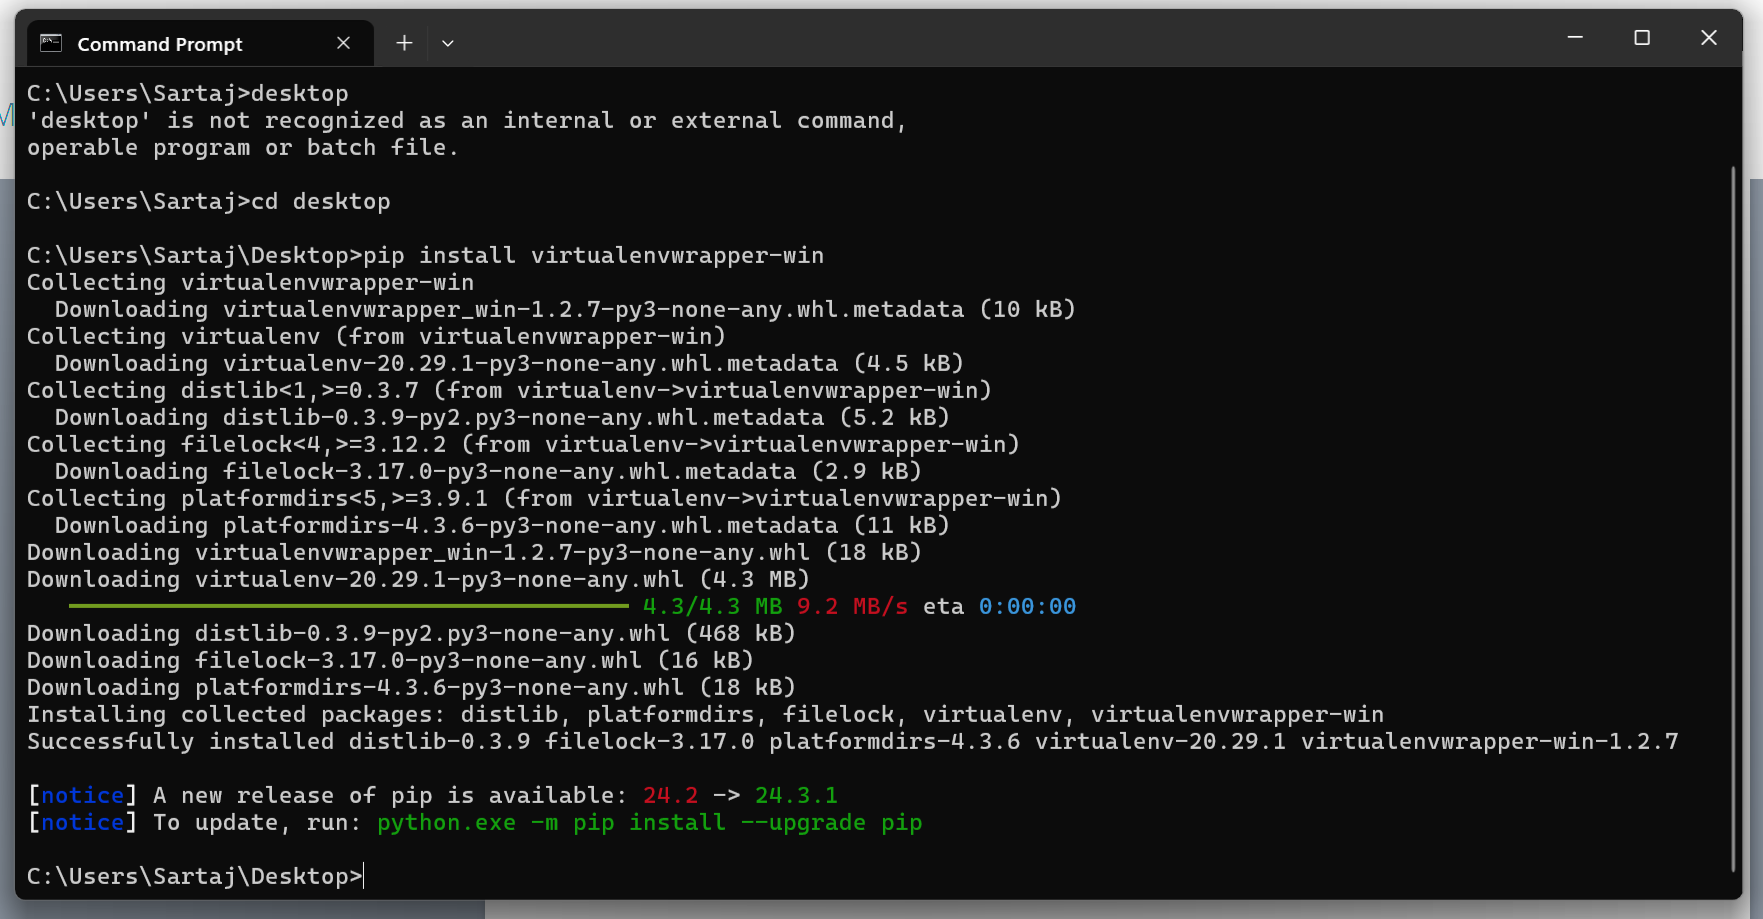 Command Prompt
C:\Users\Sartaj>desktop
'desktop' is not recognized as an internal or external command,
operable program or batch file.
C:\Users\Sartaj>cd desktop
C:\Users\Sartaj\Desktop>pip install virtualenvwrapper-win
Collecting virtualenvwrapper-win
  Downloading virtualenvwrapper_win-1.2.7-py3-none-any.whl.metadata (10 kB)
Collecting virtualenv (from virtualenvwrapper-win)
  Downloading virtualenv-20.29.1-py3-none-any.whl.metadata (4.5 kB)
Collecting distlib<1,>=0.3.7 (from virtualenv->virtualenvwrapper-win)
  Downloading distlib-0.3.9-py2.py3-none-any.whl.metadata (5.2 kB)
Collecting filelock<4,>=3.12.2 (from virtualenv->virtualenvwrapper-win)
  Downloading filelock-3.17.0-py3-none-any.whl.metadata (2.9 kB)
Collecting platformdirs<5,>=3.9.1 (from virtualenv->virtualenvwrapper-win)
  Downloading platformdirs-4.3.6-py3-none-any.whl.metadata (11 kB)
Downloading virtualenvwrapper_win-1.2.7-py3-none-any.whl (18 kB)
Downloading virtualenv-20.29.1-py3-none-any.whl (4.3 MB)
4.3/4.3 MB 9.2 MB/s eta 0:00:00
Downloading distlib-0.3.9-py2.py3-none-any.whl (468 kB)
Downloading filelock-3.17.0-py3-none-any.whl (16 kB)
Downloading platformdirs-4.3.6-py3-none-any.whl (18 kB)
Installing collected packages: distlib, platformdirs, filelock, virtualenv, virtualenvwrapper-win
Successfully installed distlib-0.3.9 filelock-3.17.0 platformdirs-4.3.6 virtualenv-20.29.1 virtualenvwrapper-win-1.2.7
[notice] A new release of pip is available: 24.2 -> 24.3.1
[notice] To update, run: python.exe -m pip install --upgrade pip
C:\Users\Sartaj\Desktop>